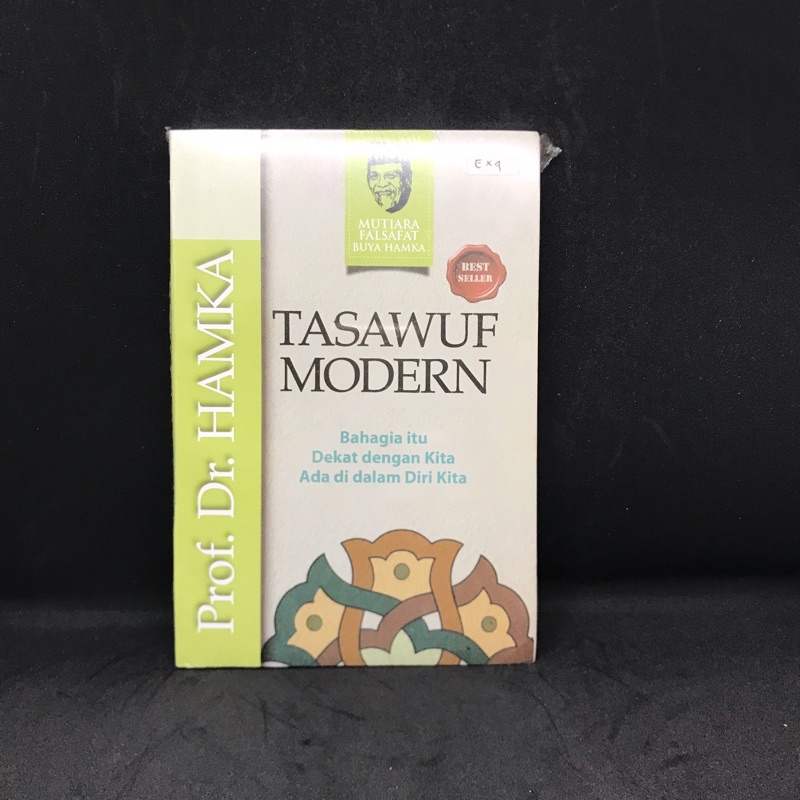 MUTIARA
FALSAFAT
BUYA HAMKA
BEST
SELLER
TASAWUF
MODERN
Bahagia itu
Dekat dengan Kita
Ada di dalam Diri Kita
Prof. Dr. HAMKA